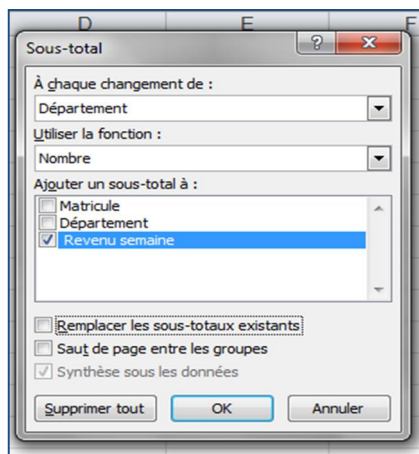 D E F
Sous-total
À chaque changement de :
Département
Utiliser la fonction :
Nombre
Ajouter un sous-total à :
Matricule
Département
Revenu semaine
Remplacer les sous-totaux existants
Saut de page entre les groupes
Synthèse sous les données
Supprimer tout OK Annuler